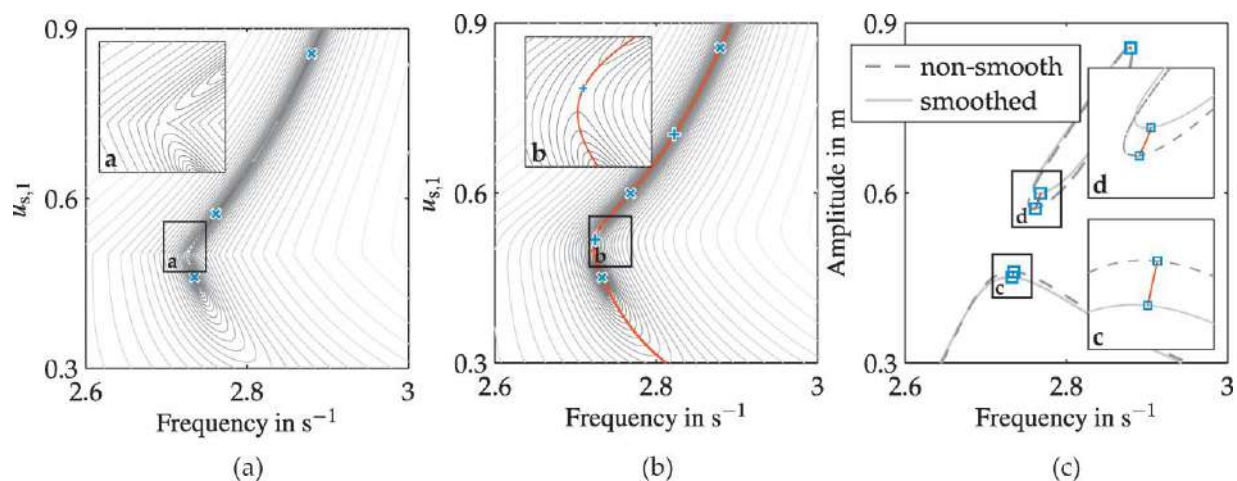 0.9
0.6
0.3
u_{s,1}
a
a
2.6
2.8
3
Frequency in s⁻¹
(a)
0.9
0.6
0.3
u_{s,1}
b
b
2.6
2.8
3
Frequency in s⁻¹
(b)
0.9
0.6
0.3
Amplitude in m
non-smooth
smoothed
d
d
c
c
2.6
2.8
3
Frequency in s⁻¹
(c)